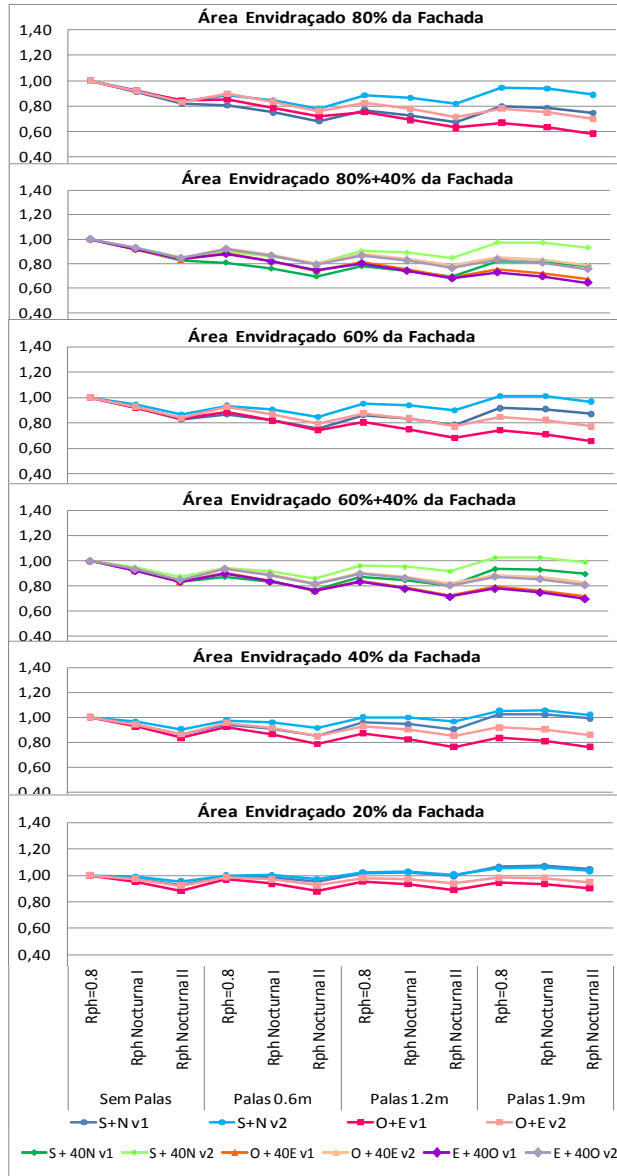 Área Envidraçado 80% da Fachada
1,40
1,20
1,00
0,80
0,60
0,40
Área Envidraçado 80%+40% da Fachada
1,40
1,20
1,00
0,80
0,60
0,40
Área Envidraçado 60% da Fachada
1,40
1,20
1,00
0,80
0,60
0,40
Área Envidraçado 60%+40% da Fachada
1,40
1,20
1,00
0,80
0,60
0,40
Área Envidraçado 40% da Fachada
1,40
1,20
1,00
0,80
0,60
0,40
Área Envidraçado 20% da Fachada
1,40
1,20
1,00
0,80
0,60
0,40
Rph=0.8
Rph Nocturna I
Rph Nocturna II
Rph=0.8
Rph Nocturna I
Rph Nocturna II
Rph=0.8
Rph Nocturna I
Rph Nocturna II
Rph=0.8
Rph Nocturna I
Rph Nocturna II
Sem Palas
Palas 0.6m
Palas 1.2m
Palas 1.9m
S+N v1
S+N v2
O+E v1
O+E v2
S + 40N v1
S + 40N v2
O + 40E v1
O + 40E v2
E + 40O v1
E + 40O v2